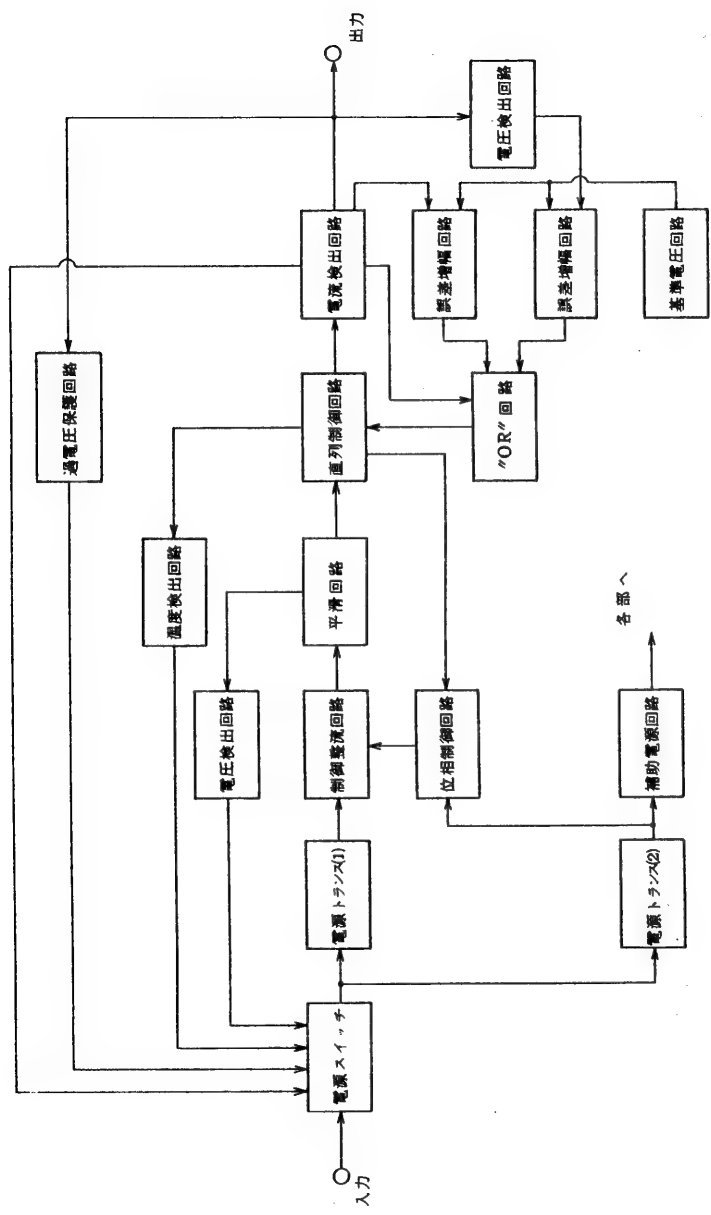 過電圧保護回路
温度検出回路
電圧検出回路
入力
電源スイッチ
電源トランス(1)
制御整流回路
平滑回路
直列制御回路
電流検出回路
出力
位相制御回路
"OR"回路
誤差増幅回路
誤差増幅回路
電圧検出回路
基準電圧回路
電源トランス(2)
補助電源回路
各部へ